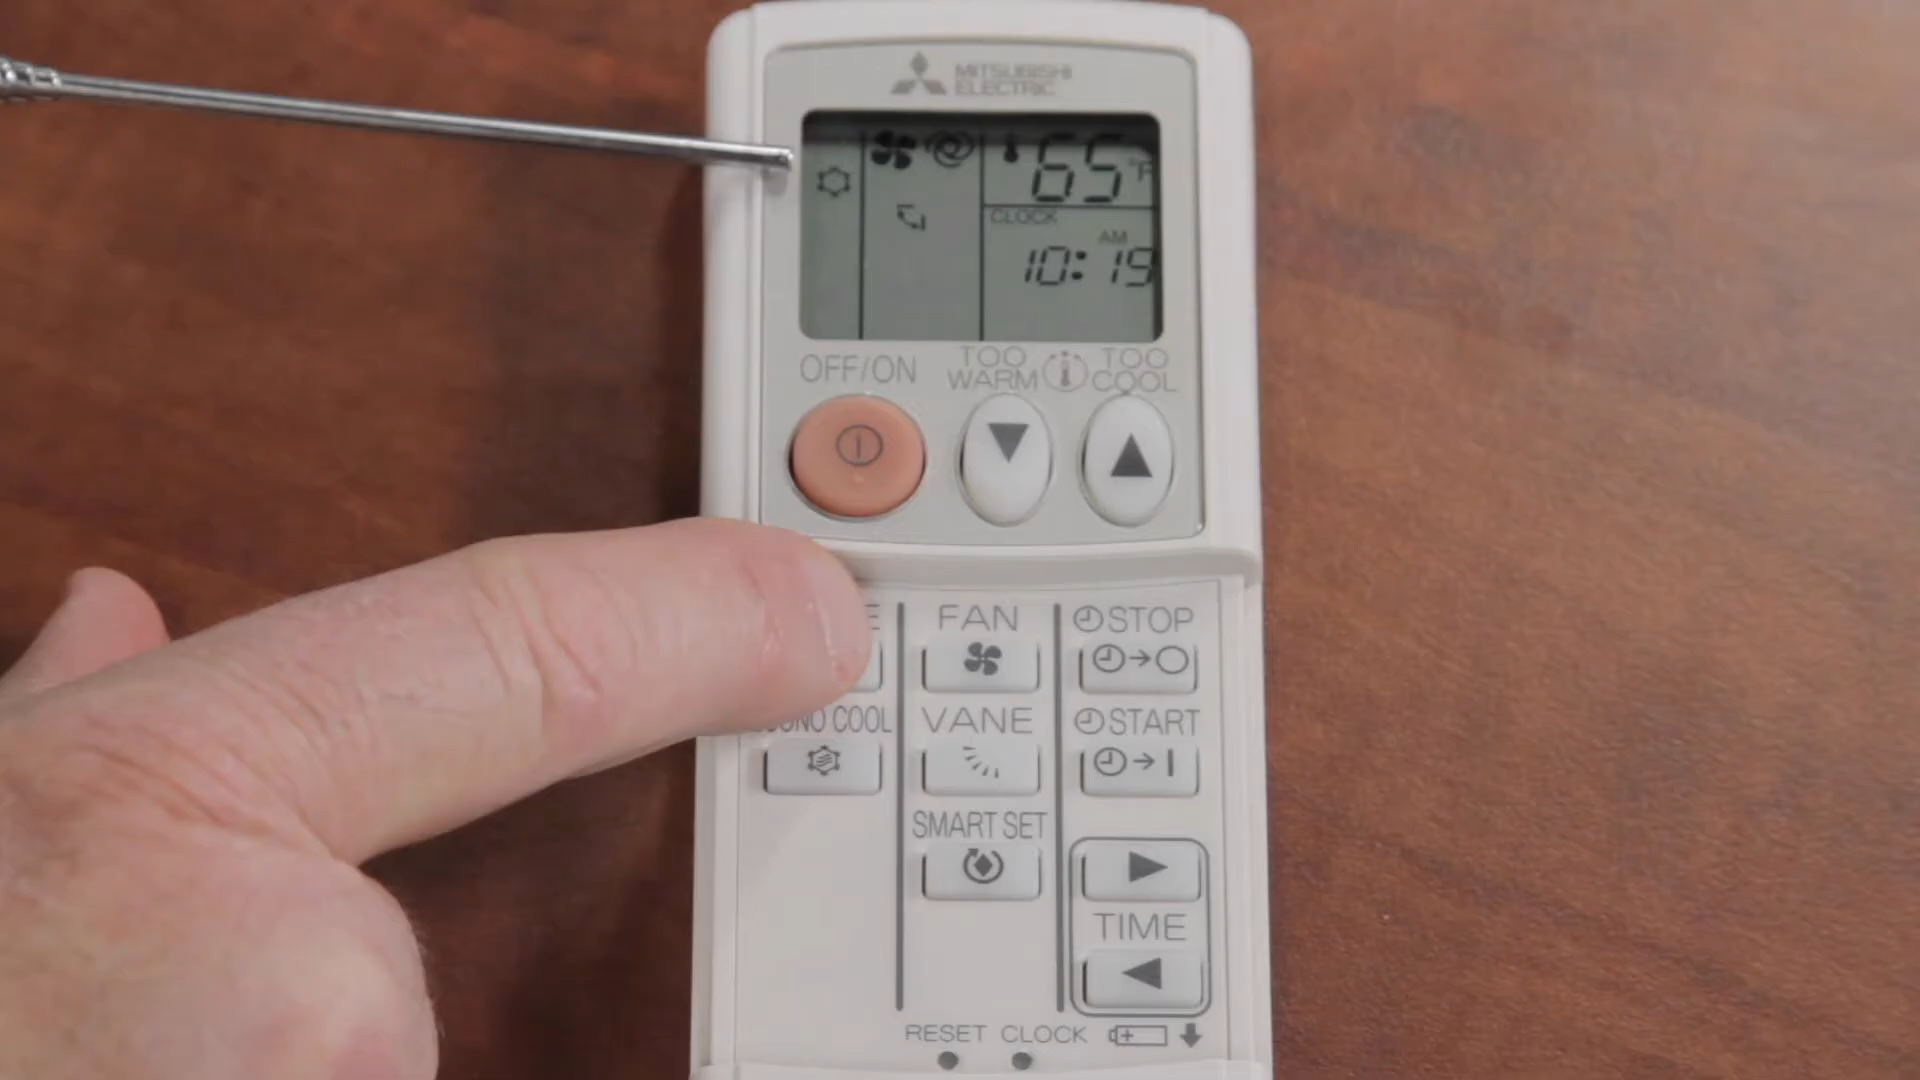 MITSUBISHI
ELECTRIC
65°F
CLOCK
AM
10:19
OFF/ON
TOO WARM
TOO COOL
FAN
STOP
COOL
VANE
START
SMART SET
TIME
RESET CLOCK